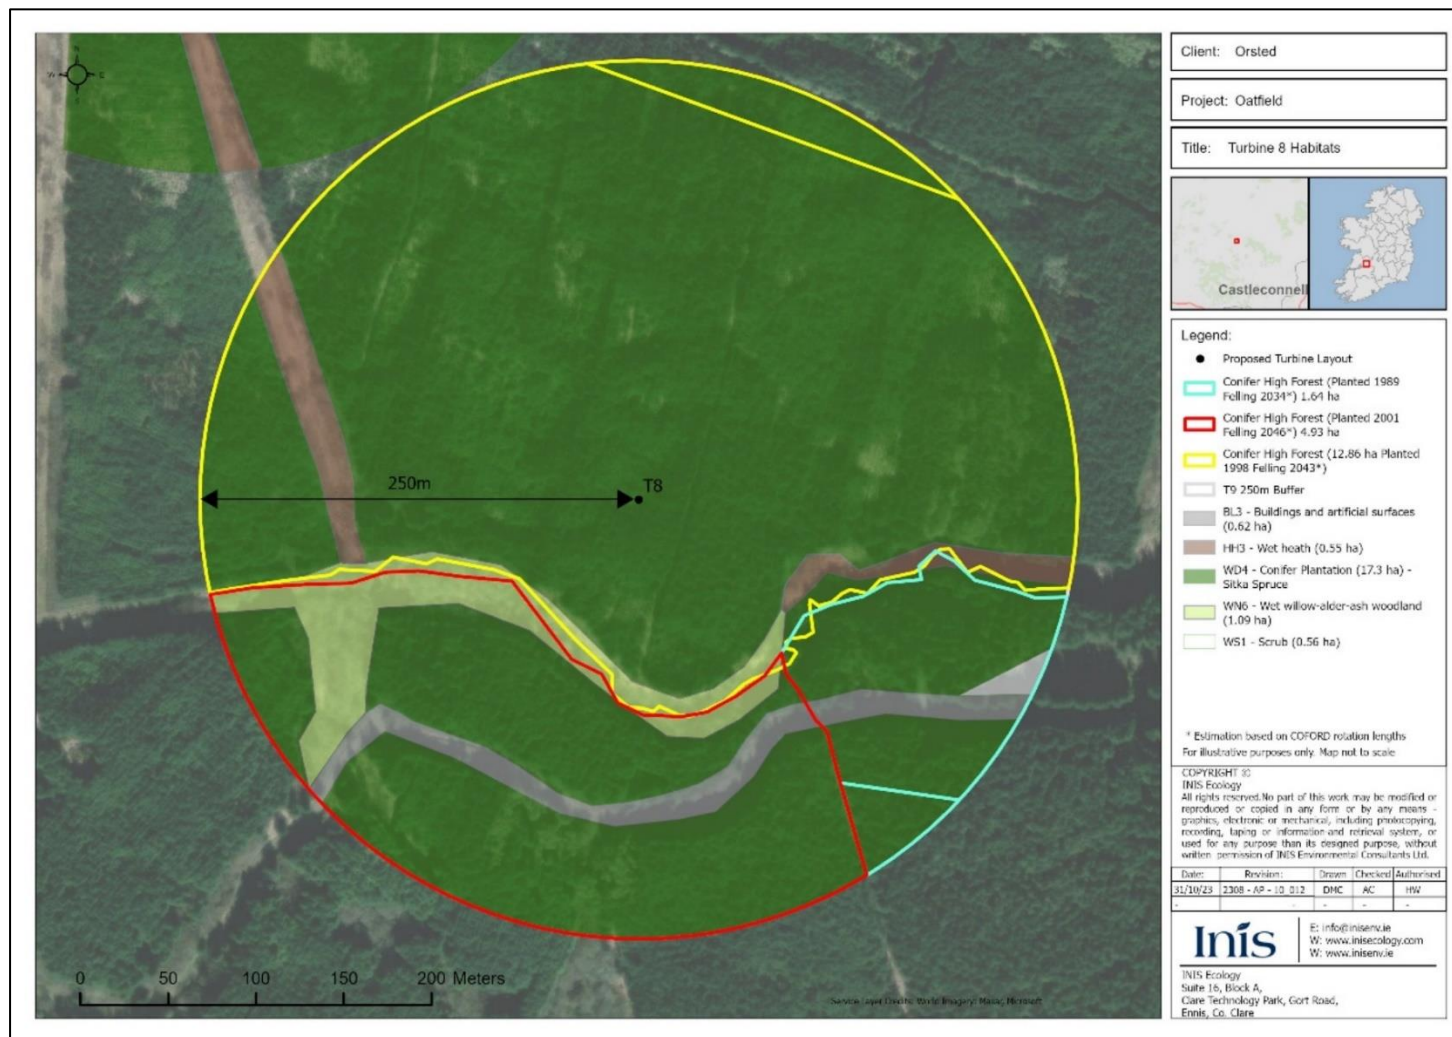 N
W E
S
250m
T8
0 50 100 150 200 Meters
Service Layer Credits: World Imagery: Maxar, Microsoft
Client: Orsted
Project: Oatfield
Title: Turbine 8 Habitats
Castleconnell
Legend:
Proposed Turbine Layout
Conifer High Forest (Planted 1989
Felling 2034*) 1.64 ha
Conifer High Forest (Planted 2001
Felling 2046*) 4.93 ha
Conifer High Forest (12.86 ha Planted
1998 Felling 2043*)
T9 250m Buffer
BL3 - Buildings and artificial surfaces
(0.62 ha)
HH3 - Wet heath (0.55 ha)
WD4 - Conifer Plantation (17.3 ha) -
Sitka Spruce
WN6 - Wet willow-alder-ash woodland
(1.09 ha)
WS1 - Scrub (0.56 ha)
* Estimation based on COFORD rotation lengths
For illustrative purposes only. Map not to scale
COPYRIGHT ©
INIS Ecology
All rights reserved.No part of this work may be modified or
reproduced or copied in any form or by any means -
graphics, electronic or mechanical, including photocopying,
recording, taping or information and retrieval system, or
used for any purpose than its designed purpose, without
written permission of INIS Environmental Consultants Ltd.
Date: Revision: Drawn Checked Authorised
31/10/23 2308 - AP - 10_012 DMC AC HW
- - - - -
Inis
E: info@inisenv.ie
W: www.inisecology.com
W: www.inisenv.ie
INIS Ecology
Suite 16, Block A,
Clare Technology Park, Gort Road,
Ennis, Co. Clare